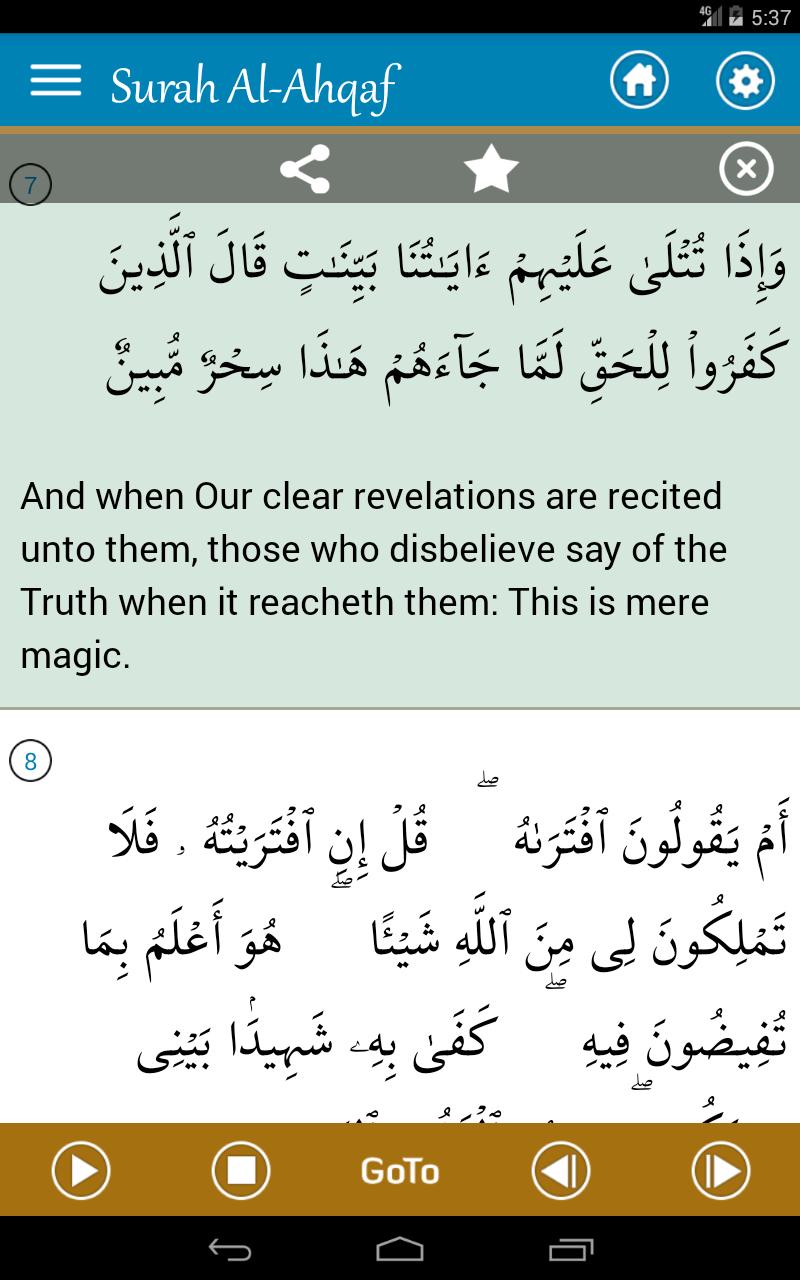 4G 5:37
Surah Al-Ahqaf
7
وَإِذَا تُتْلَىٰ عَلَيْهِمْ ءَايَـٰتُنَا بَيِّنَـٰتٍ قَالَ ٱلَّذِينَ
كَفَرُوا۟ لِلْحَقِّ لَمَّا جَآءَهُمْ هَـٰذَا سِحْرٌ مُّبِينٌ
And when Our clear revelations are recited
unto them, those who disbelieve say of the
Truth when it reacheth them: This is mere
magic.
8
أَمْ يَقُولُونَ ٱفْتَرَىٰهُ ۖ قُلْ إِنِ ٱفْتَرَيْتُهُۥ فَلَا
تَمْلِكُونَ لِى مِنَ ٱللَّهِ شَيْـًٔا ۖ هُوَ أَعْلَمُ بِمَا
تُفِيضُونَ فِيهِ ۖ كَفَىٰ بِهِۦ شَهِيدًۢا بَيْنِى
GoTo